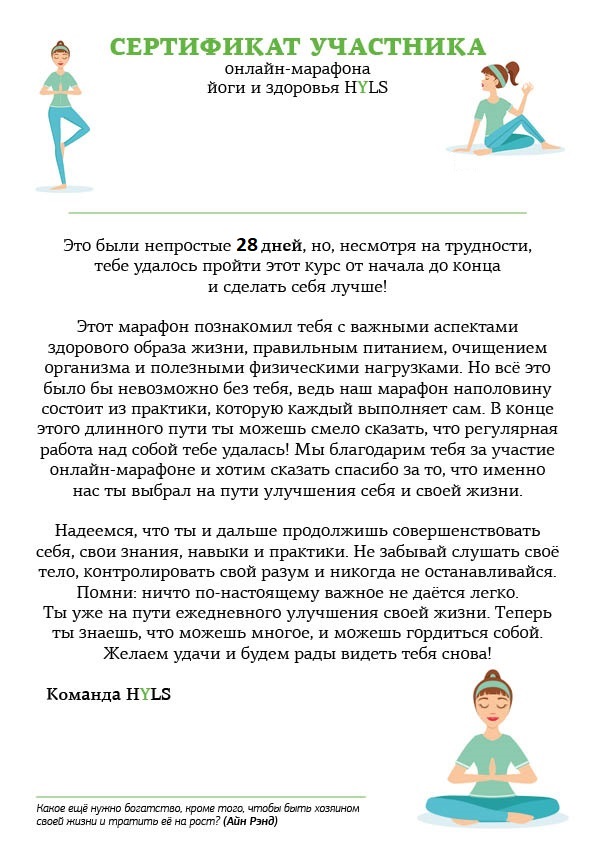 СЕРТИФИКАТ УЧАСТНИКА
онлайн-марафона
йоги и здоровья HYLS
Это были непростые 28 дней, но, несмотря на трудности,
тебе удалось пройти этот курс от начала до конца
и сделать себя лучше!
Этот марафон познакомил тебя с важными аспектами
здорового образа жизни, правильным питанием, очищением
организма и полезными физическими нагрузками. Но всё это
было бы невозможно без тебя, ведь наш марафон наполовину
состоит из практики, которую каждый выполняет сам. В конце
этого длинного пути ты можешь смело сказать, что регулярная
работа над собой тебе удалась! Мы благодарим тебя за участие
онлайн-марафоне и хотим сказать спасибо за то, что именно
нас ты выбрал на пути улучшения себя и своей жизни.
Надеемся, что ты и дальше продолжишь совершенствовать
себя, свои знания, навыки и практики. Не забывай слушать своё
тело, контролировать свой разум и никогда не останавливайся.
Помни: ничто по-настоящему важное не даётся легко.
Ты уже на пути ежедневного улучшения своей жизни. Теперь
ты знаешь, что можешь многое, и можешь гордиться собой.
Желаем удачи и будем рады видеть тебя снова!
Команда HYLS
Какое ещё нужно богатство, кроме того, чтобы быть хозяином
своей жизни и тратить её на рост? (Айн Рэнд)